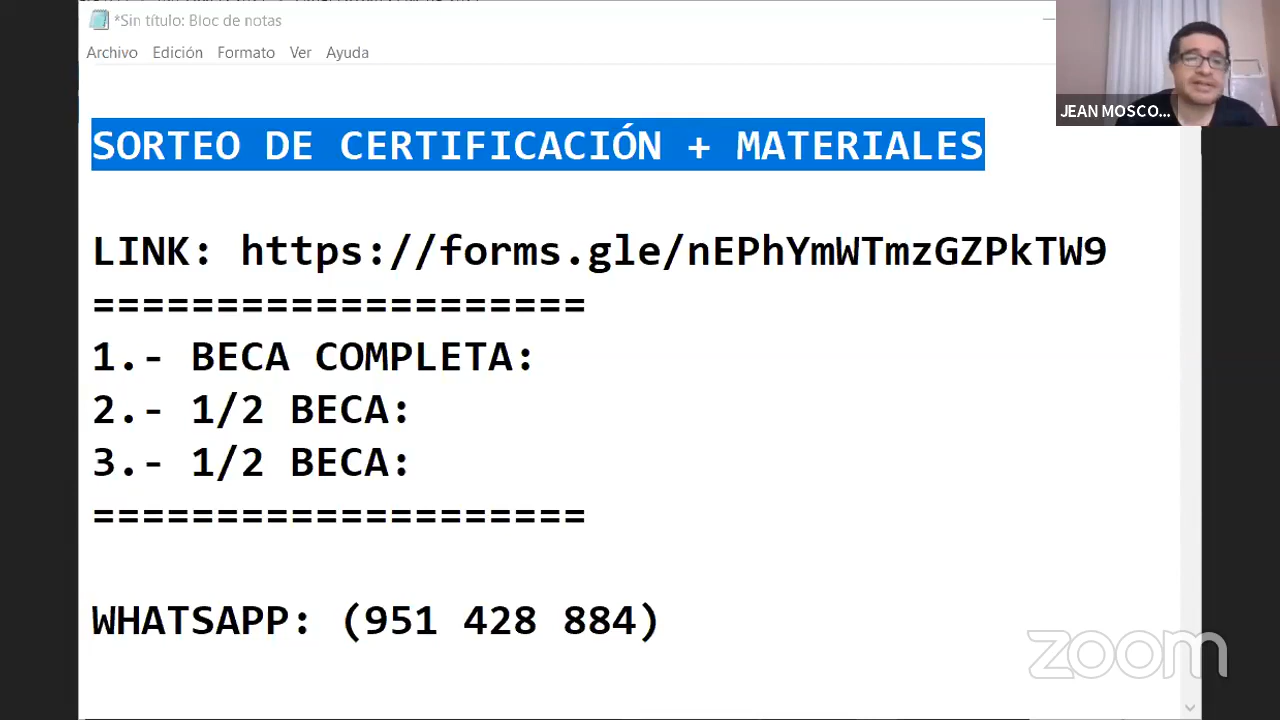 *Sin título: Bloc de notas
Archivo Edición Formato Ver Ayuda
JEAN MOSCO...
SORTEO DE CERTIFICACIÓN + MATERIALES
LINK: https://forms.gle/nEPhYmWTmzGZPkTW9
====================
1.- BECA COMPLETA:
2.- 1/2 BECA:
3.- 1/2 BECA:
====================
WHATSAPP: (951 428 884)
zoom